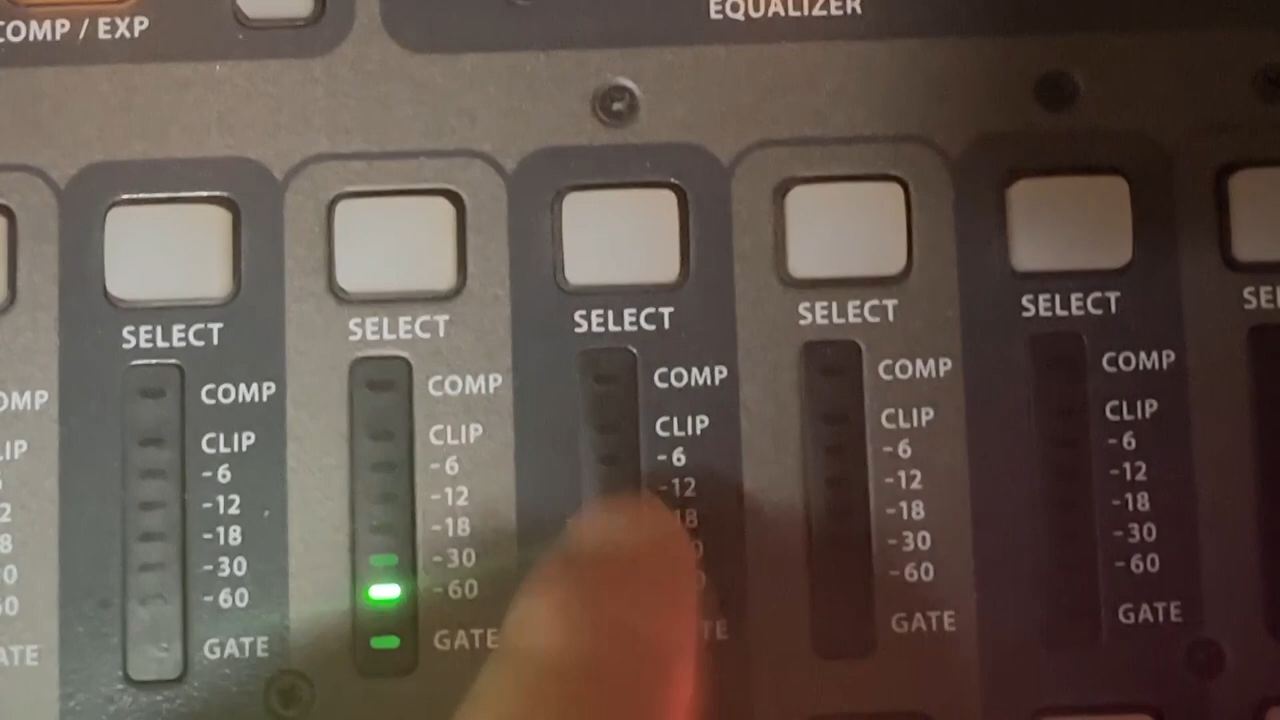 COMP / EXP
EQUALIZER
SELECT
COMP
CLIP
-6
-12
-18
-30
-60
GATE
SELECT
COMP
CLIP
-6
-12
-18
-30
-60
GATE
SELECT
COMP
CLIP
-6
-12
SELECT
COMP
CLIP
-6
-12
-18
-30
-60
GATE
SELECT
COMP
CLIP
-6
-12
-18
-30
-60
GATE